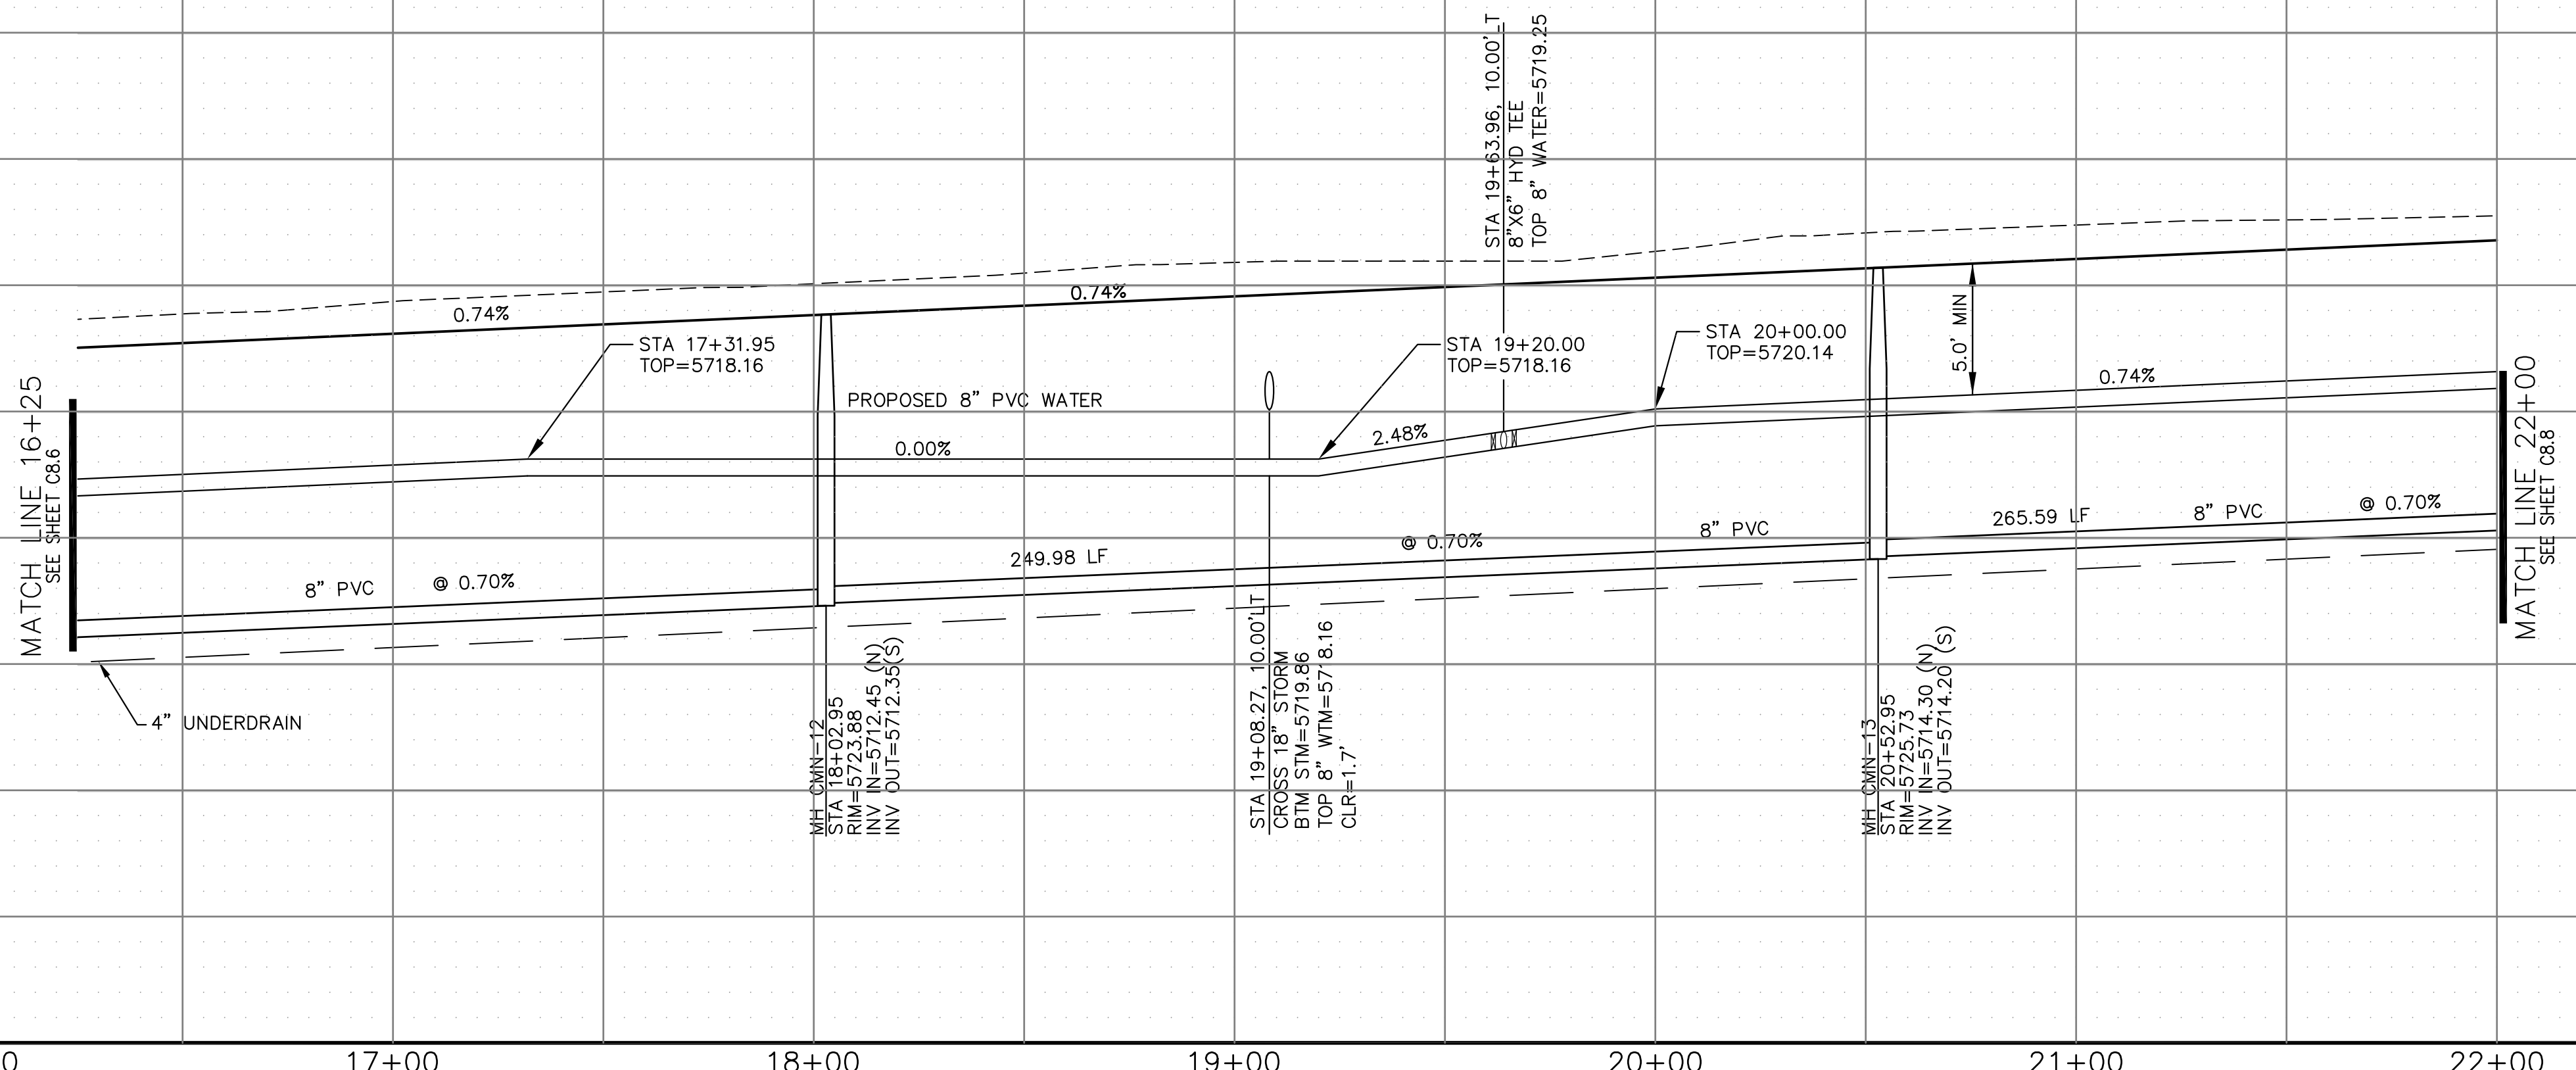 STA 19+63.96, 10.00'LT
8"X6" HYD TEE
TOP 8" WATER=5719.25
0.74%
0.74%
STA 17+31.95
TOP=5718.16
STA 19+20.00
TOP=5718.16
STA 20+00.00
TOP=5720.14
5.0' MIN
0.74%
MATCH LINE 16+25
SEE SHEET C8.6
MATCH LINE 22+00
SEE SHEET C8.8
PROPOSED 8" PVC WATER
0.00%
2.48%
8" PVC
@ 0.70%
249.98 LF
@ 0.70%
8" PVC
265.59 LF
8" PVC
@ 0.70%
4" UNDERDRAIN
MH CMN-12
STA 18+02.95
RIM=5723.88
INV IN=5712.45 (N)
INV OUT=5712.35(S)
STA 19+08.27, 10.00'LT
CROSS 18" STORM
BTM STM=5719.86
TOP 8" WTM=5718.16
CLR=1.7'
MH CMN-13
STA 20+52.95
RIM=5725.73
INV IN=5714.30 (N)
INV OUT=5714.20 (S)
0
17+00
18+00
19+00
20+00
21+00
22+00